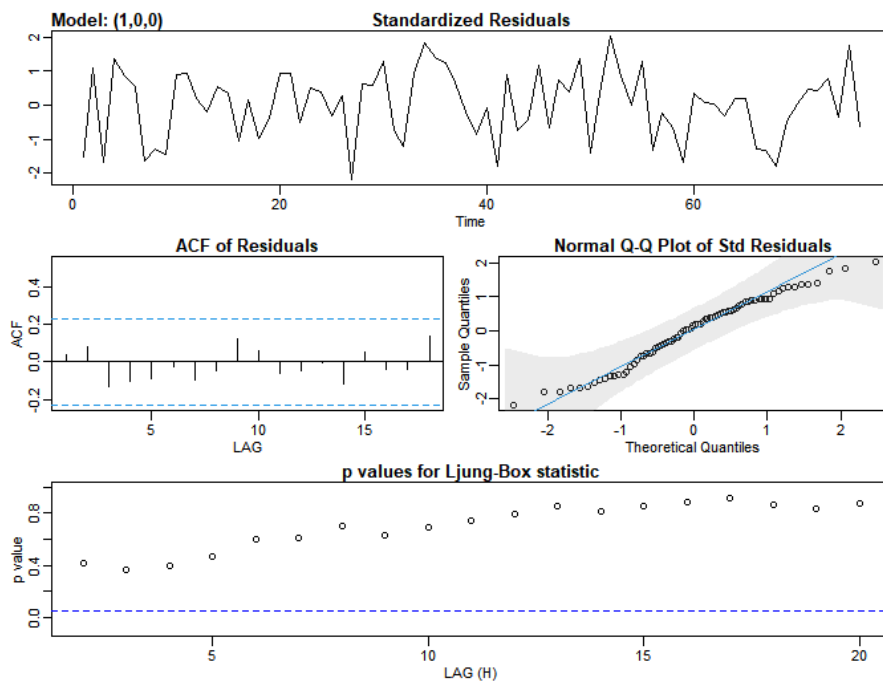 Model: (1,0,0) Standardized Residuals
2
1
0
-1
-2
0 20 40 60
Time
ACF of Residuals
ACF
0.4
0.2
0.0
-0.2
5 10 15
LAG
Normal Q-Q Plot of Std Residuals
Sample Quantiles
2
1
0
-1
-2
-2 -1 0 1 2
Theoretical Quantiles
p values for Ljung-Box statistic
p value
0.8
0.4
0.0
5 10 15 20
LAG (H)